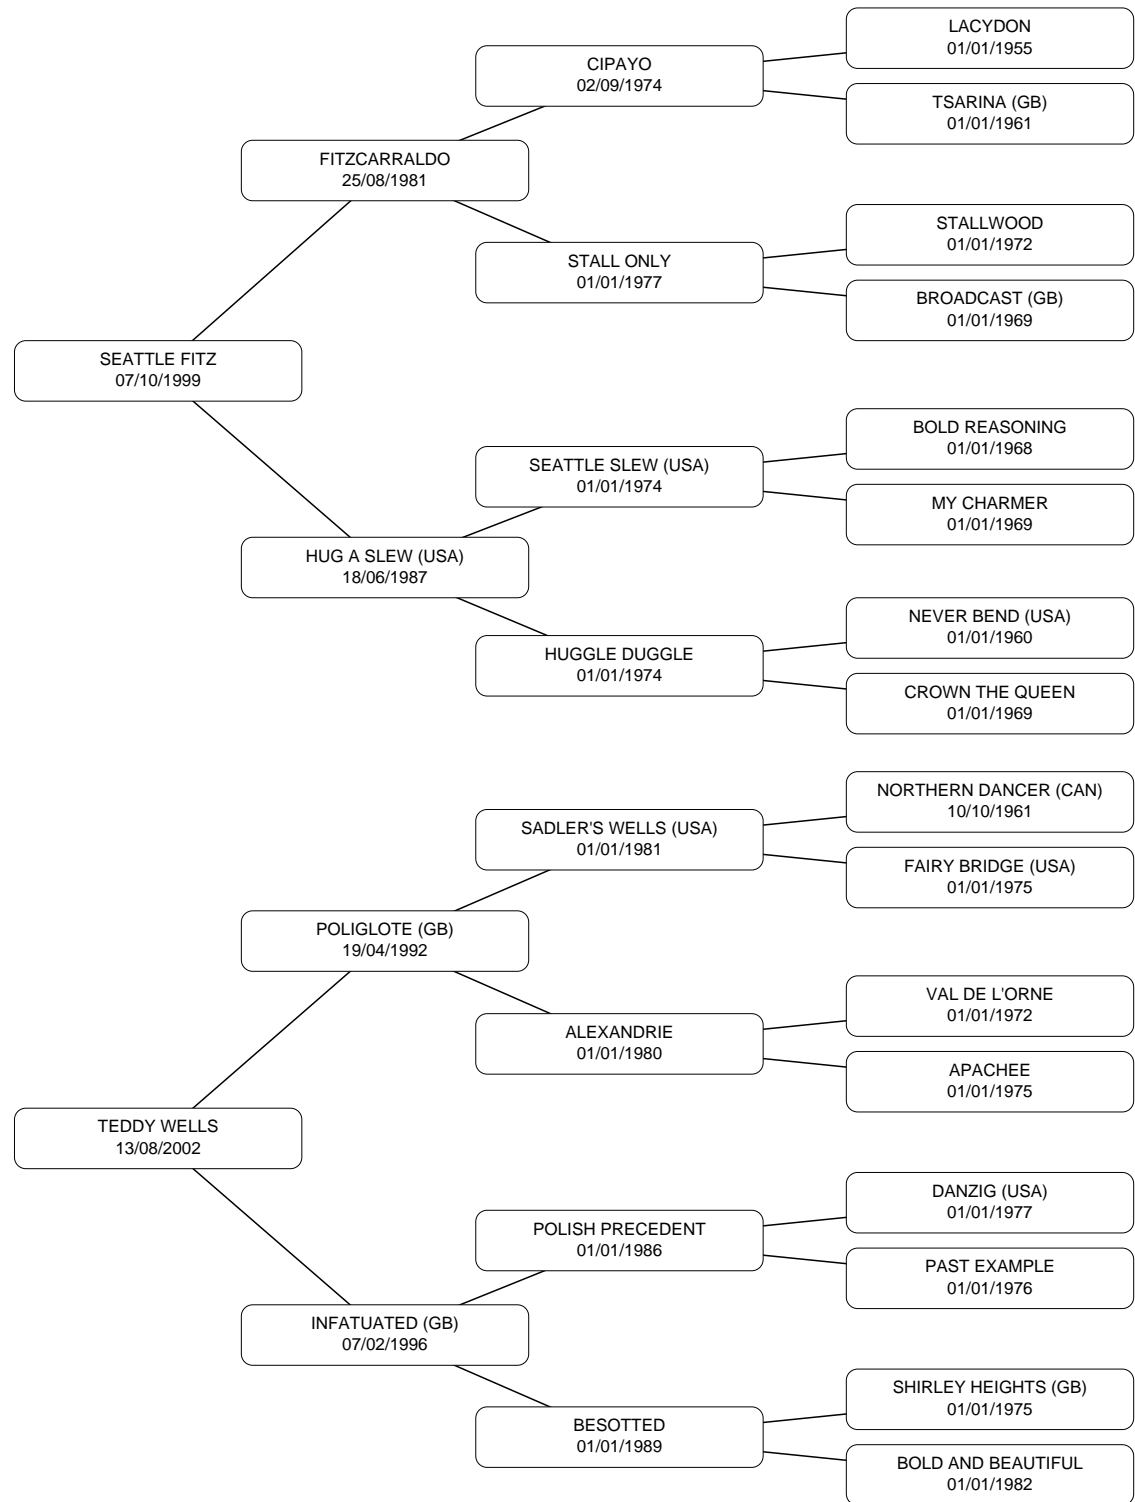 LACYDON
01/01/1955
CIPAYO
02/09/1974
TSARINA (GB)
01/01/1961
FITZCARRALDO
25/08/1981
STALLWOOD
01/01/1972
STALL ONLY
01/01/1977
BROADCAST (GB)
01/01/1969
SEATTLE FITZ
07/10/1999
BOLD REASONING
01/01/1968
SEATTLE SLEW (USA)
01/01/1974
MY CHARMER
01/01/1969
HUG A SLEW (USA)
18/06/1987
NEVER BEND (USA)
01/01/1960
HUGGLE DUGGLE
01/01/1974
CROWN THE QUEEN
01/01/1969
NORTHERN DANCER (CAN)
10/10/1961
SADLER'S WELLS (USA)
01/01/1981
FAIRY BRIDGE (USA)
01/01/1975
POLIGLOTE (GB)
19/04/1992
VAL DE L'ORNE
01/01/1972
ALEXANDRIE
01/01/1980
APACHEE
01/01/1975
TEDDY WELLS
13/08/2002
DANZIG (USA)
01/01/1977
POLISH PRECEDENT
01/01/1986
PAST EXAMPLE
01/01/1976
INFATUATED (GB)
07/02/1996
SHIRLEY HEIGHTS (GB)
01/01/1975
BESOTTED
01/01/1989
BOLD AND BEAUTIFUL
01/01/1982